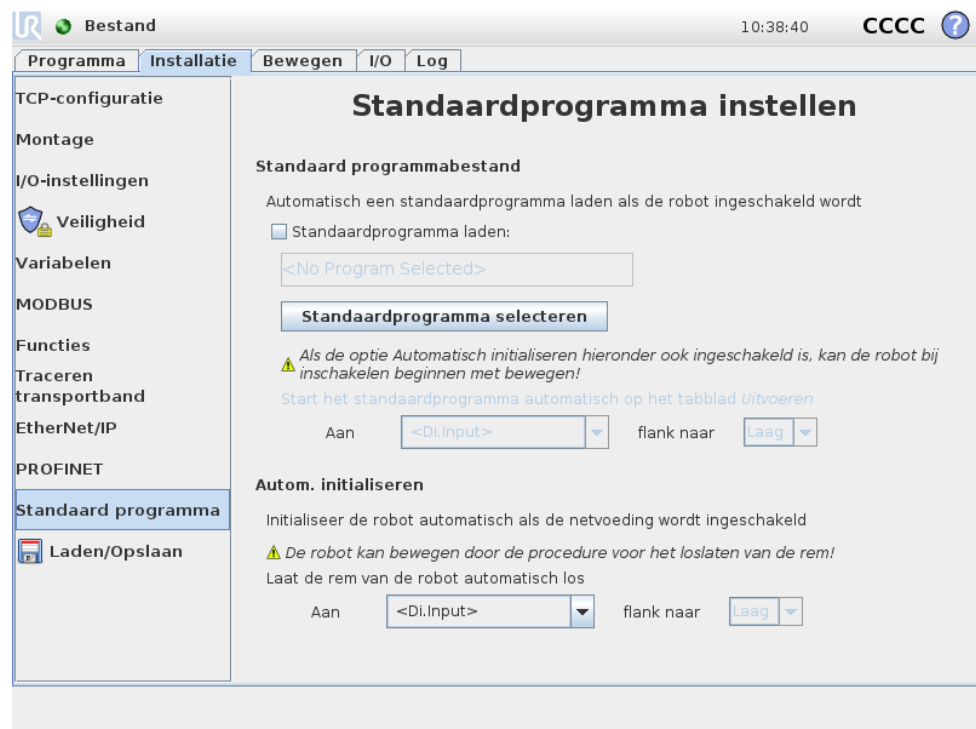 UR Bestand 10:38:40 CCCC ?
Programma Installatie Bewegen I/O Log
TCP-configuratie
Montage
I/O-instellingen
Veiligheid
Variabelen
MODBUS
Functies
Traceren
transportband
EtherNet/IP
PROFINET
Standaard programma
Laden/Opslaan
Standaardprogramma instellen
Standaard programmabestand
Automatisch een standaardprogramma laden als de robot ingeschakeld wordt
Standaardprogramma laden:
<No Program Selected>
Standaardprogramma selecteren
Als de optie Automatisch initialiseren hieronder ook ingeschakeld is, kan de robot bij
inschakelen beginnen met bewegen!
Start het standaardprogramma automatisch op het tabblad Uitvoeren
Aan <Di.Input> flank naar Laag
Autom. initialiseren
Initialiseer de robot automatisch als de netvoeding wordt ingeschakeld
De robot kan bewegen door de procedure voor het loslaten van de rem!
Laat de rem van de robot automatisch los
Aan <Di.Input> flank naar Laag